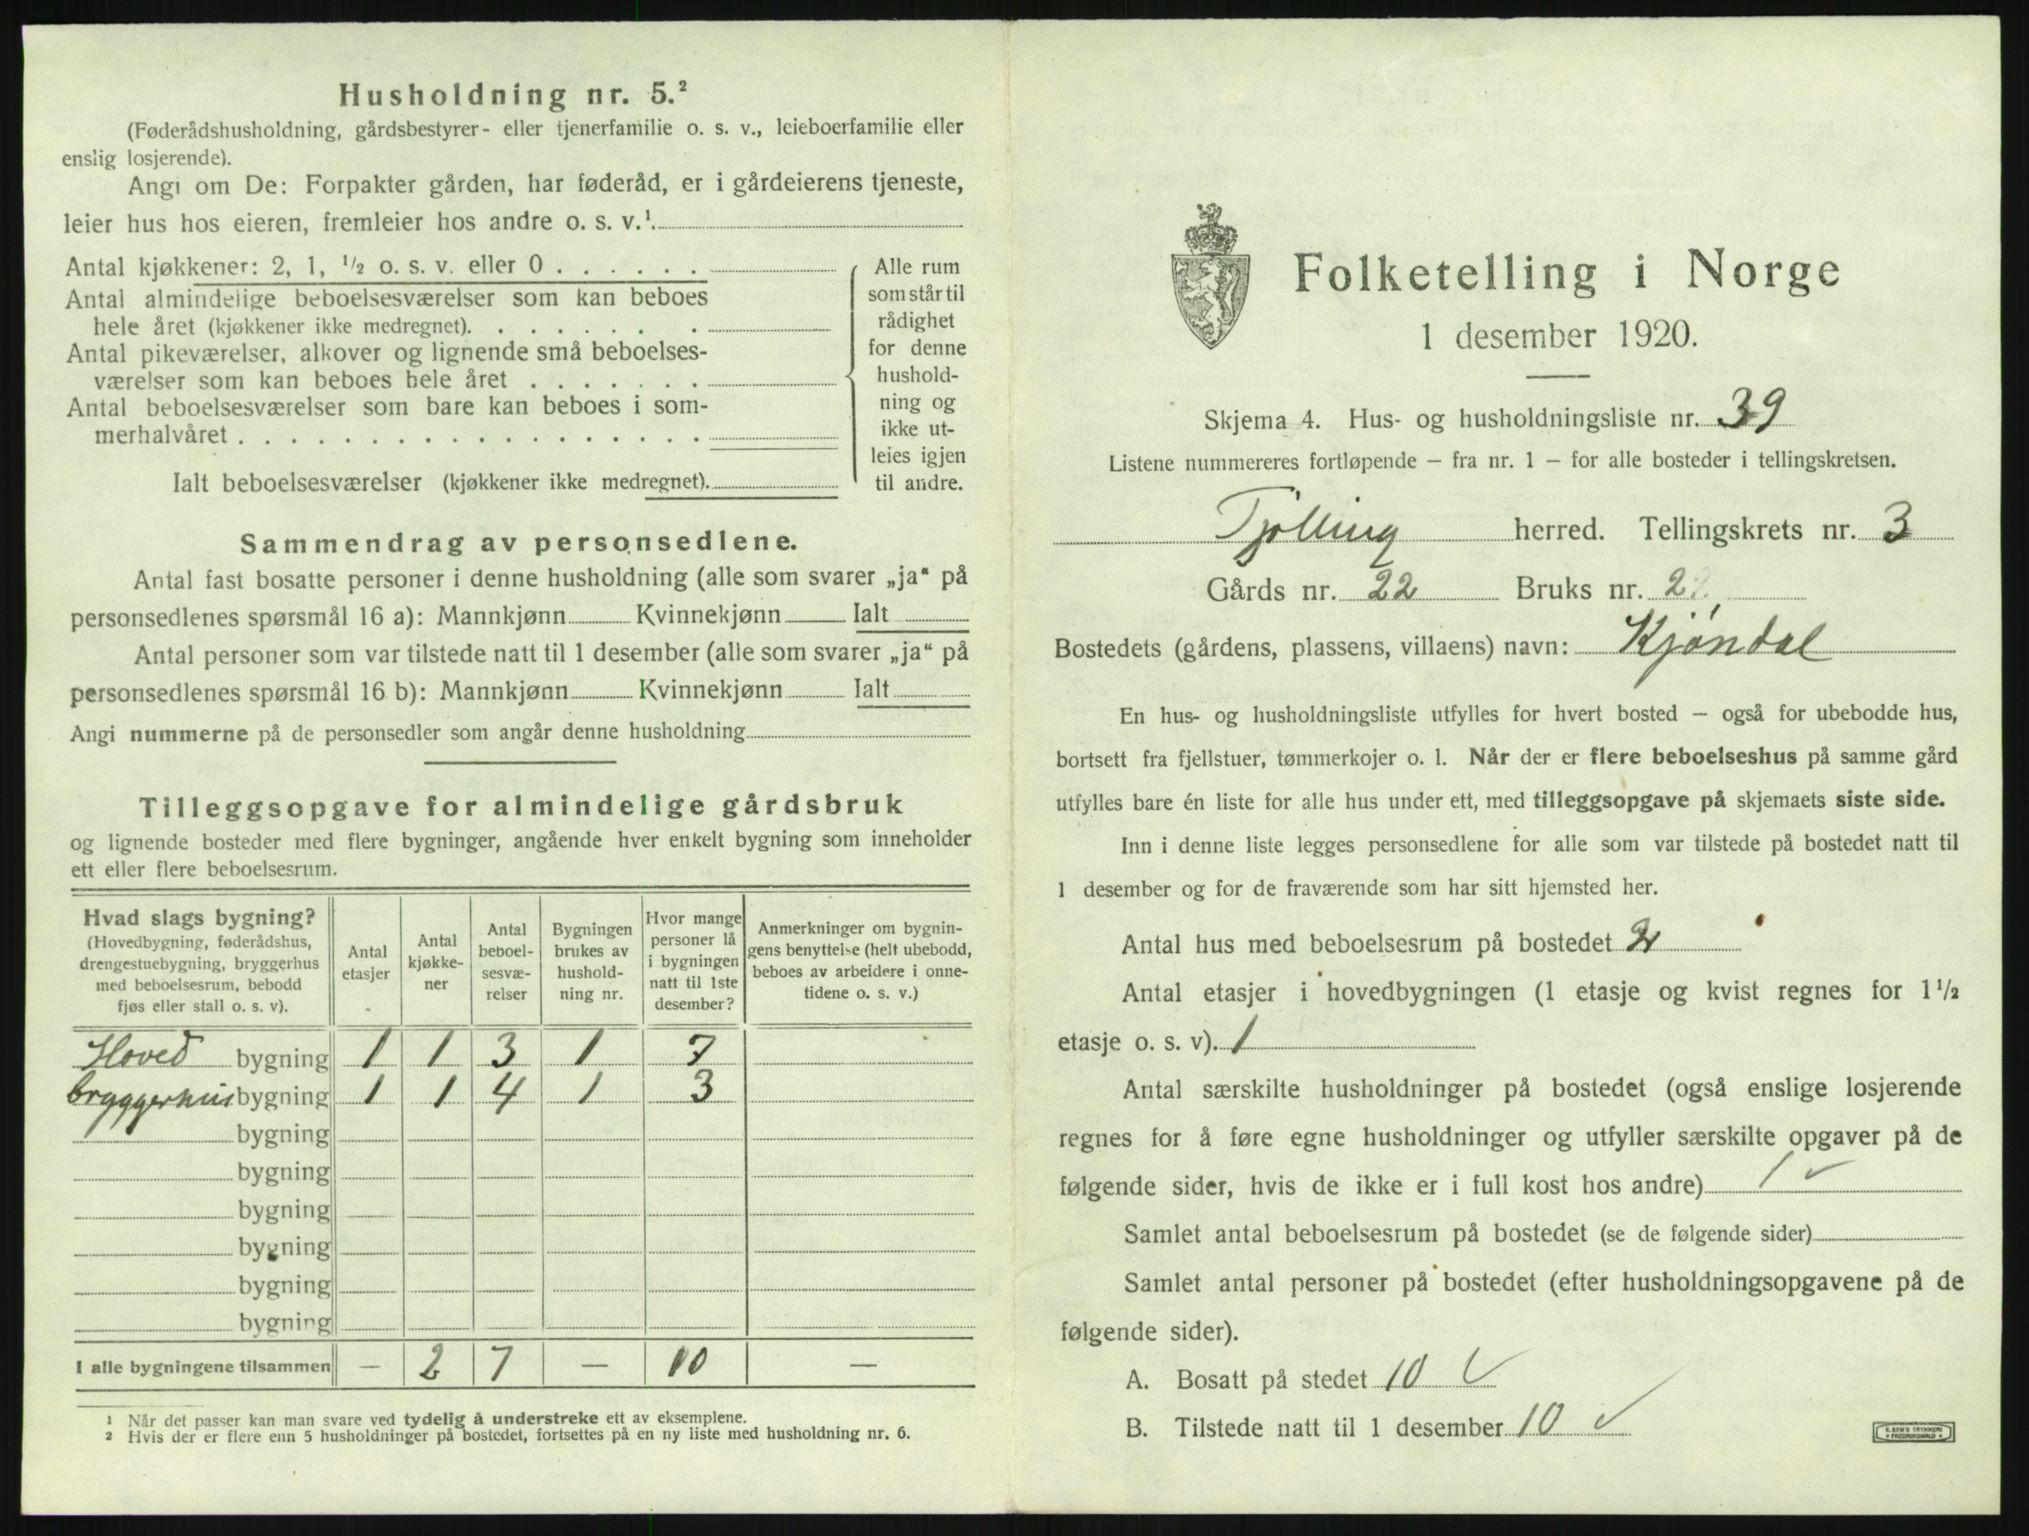 Husholdning nr. 5.²
(Føderådshusholdning, gårdsbestyrer- eller tjenerfamilie o. s. v., leieboerfamilie eller
enslig losjerende).
Angi om De: Forpakter gården, har føderåd, er i gårdeierens tjeneste,
leier hus hos eieren, fremleier hos andre o. s. v.¹
Antal kjøkkener: 2, 1, ½ o. s. v. eller 0 . . . . . .
Antal almindelige beboelsesværelser som kan beboes
hele året (kjøkkener ikke medregnet). . . . . . . .
Antal pikeværelser, alkover og lignende små beboelses-
værelser som kan beboes hele året . . . . . . .
Antal beboelsesværelser som bare kan beboes i som-
merhalvåret . . . . . . . . . . . . . . . . . .
Ialt beboelsesværelser (kjøkkener ikke medregnet).
Alle rum
som står til
rådighet
for denne
hushold-
ning og
ikke ut-
leies igjen
til andre.
Sammendrag av personsedlene.
Antal fast bosatte personer i denne husholdning (alle som svarer „ja" på
personsedlenes spørsmål 16 a): Mannkjønn Kvinnekjønn Ialt
Antal personer som var tilstede natt til 1 desember (alle som svarer „ja" på
personsedlenes spørsmål 16 b): Mannkjønn Kvinnekjønn Ialt
Angi nummerne på de personsedler som angår denne husholdning
Tilleggsopgave for almindelige gårdsbruk
og lignende bosteder med flere bygninger, angående hver enkelt bygning som inneholder
ett eller flere beboelsesrum.
Hvad slags bygning?
(Hovedbygning, føderådshus,
drengestuebygning, bryggerhus
med beboelsesrum, bebodd
fjøs eller stall o. s. v).
Antal
etasjer
Antal
kjøkke-
ner
Antal
beboel-
sesvæ-
relser
Bygningen
brukes av
hushold-
ning nr.
Hvor mange
personer lå
i bygningen
natt til 1ste
desember?
Anmerkninger om bygnin-
gens benyttelse (helt ubebodd,
beboes av arbeidere i onne-
tidene o. s. v.)
Hoved bygning 1 1 3 1 7
bryggerhus bygning 1 1 4 1 3
bygning
bygning
bygning
bygning
bygning
bygning
I alle bygningene tilsammen — 2 7 — 10 —
1 Når det passer kan man svare ved tydelig å understreke ett av eksemplene.
2 Hvis der er flere enn 5 husholdninger på bostedet, fortsettes på en ny liste med husholdning nr. 6.
Folketelling i Norge
1 desember 1920.
Skjema 4. Hus- og husholdningsliste nr. 39
Listene nummereres fortløpende — fra nr. 1 — for alle bosteder i tellingskretsen.
Tjølling herred. Tellingskrets nr. 3
Gårds nr. 22 Bruks nr. 2
Bostedets (gårdens, plassens, villaens) navn: Kjøndal
En hus- og husholdningsliste utfylles for hvert bosted — også for ubebodde hus,
bortsett fra fjellstuer, tømmerkojer o. l. Når der er flere beboelseshus på samme gård
utfylles bare én liste for alle hus under ett, med tilleggsopgave på skjemaets siste side.
Inn i denne liste legges personsedlene for alle som var tilstede på bostedet natt til
1 desember og for de fraværende som har sitt hjemsted her.
Antal hus med beboelsesrum på bostedet 2
Antal etasjer i hovedbygningen (1 etasje og kvist regnes for 1½
etasje o. s. v). 1
Antal særskilte husholdninger på bostedet (også enslige losjerende
regnes for å føre egne husholdninger og utfyller særskilte opgaver på de
følgende sider, hvis de ikke er i full kost hos andre) 1 ✓
Samlet antal beboelsesrum på bostedet (se de følgende sider)
Samlet antal personer på bostedet (efter husholdningsopgavene på de
følgende sider).
A. Bosatt på stedet 10 ✓
B. Tilstede natt til 1 desember 10 ✓